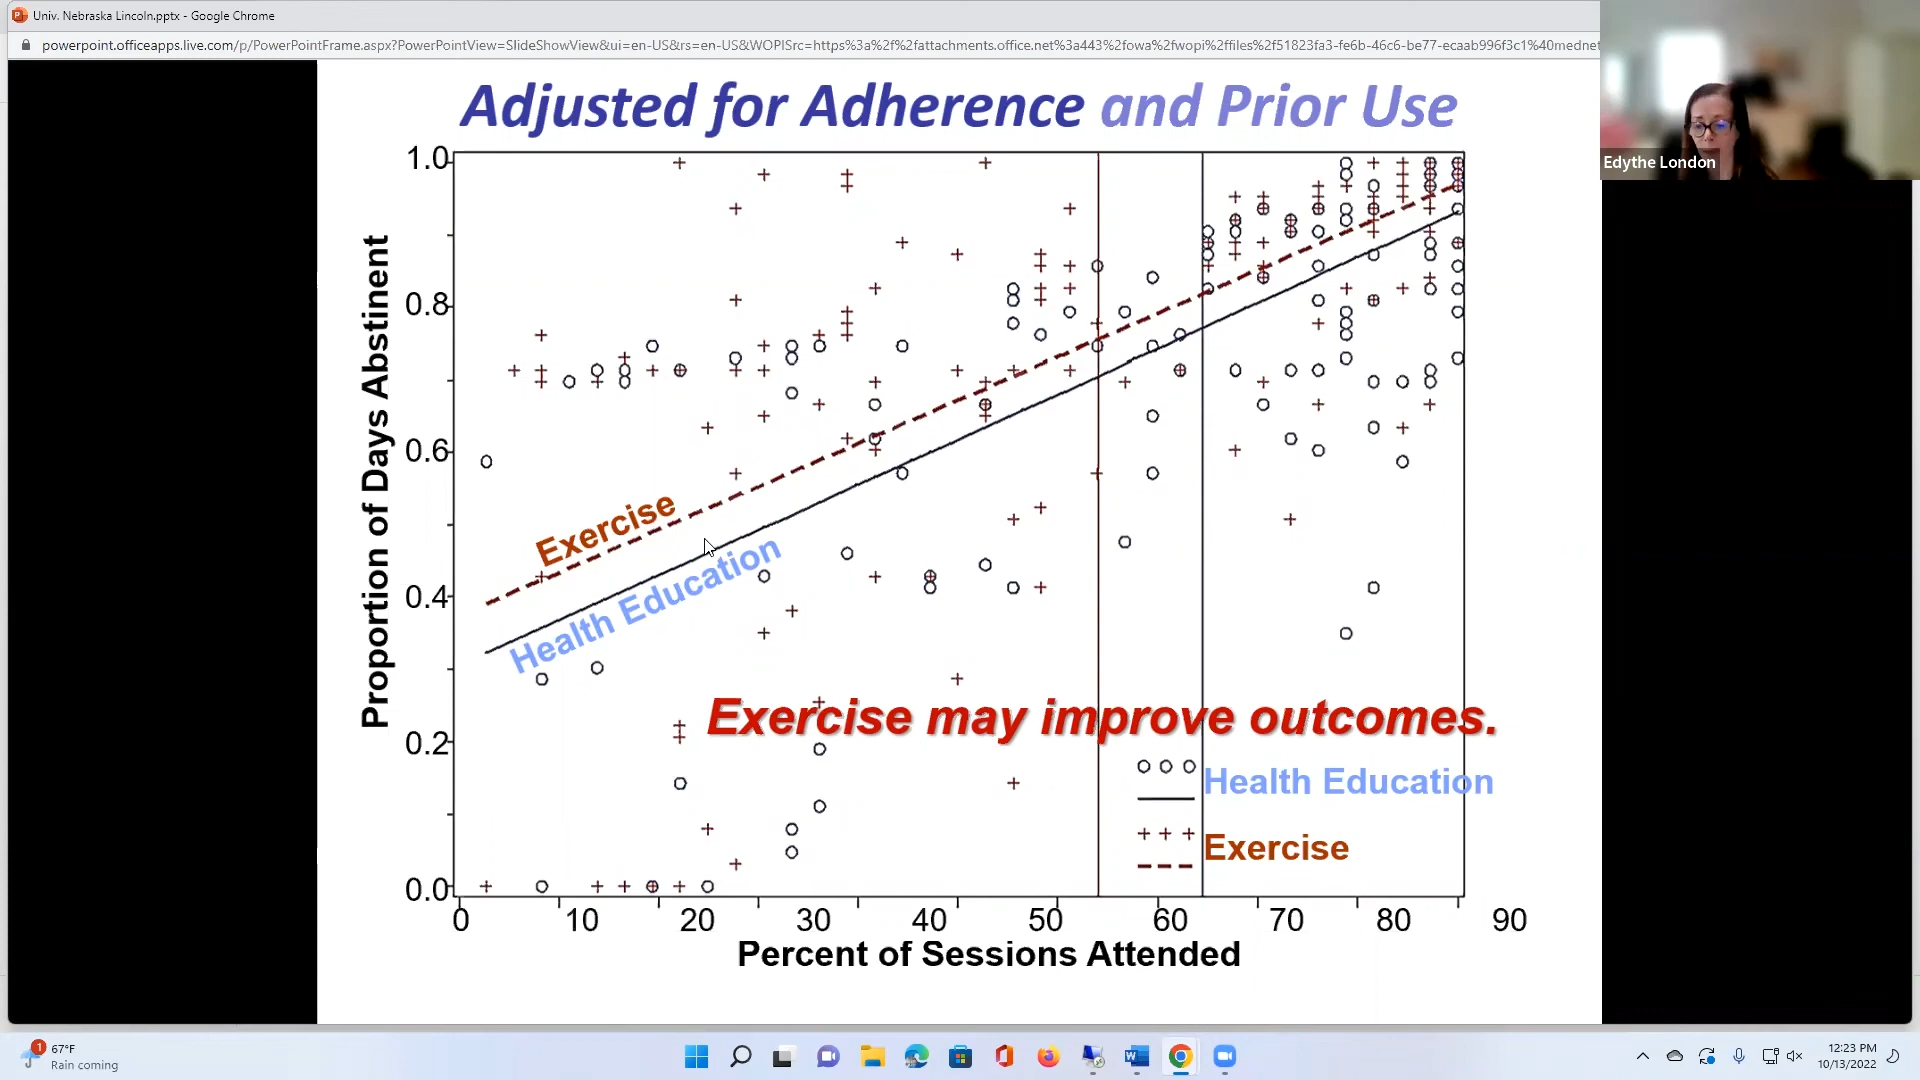 Univ. Nebraska Lincoln.pptx - Google Chrome
powerpoint.officeapps.live.com/p/PowerPointFrame.aspx?PowerPointView=SlideShowView&ui=en-US&rs=en-US&WOPISrc=https%3a%2f%2fattachments.office.net%3a443%2fowa%2fwopi%2ffiles%2f51823fa3-fe6b-46c6-be77-ecaab996f3c1%40mednet
Edythe London
Adjusted for Adherence and Prior Use
1.0
0.8
0.6
0.4
0.2
0.0
Proportion of Days Abstinent
Exercise
Health Education
Exercise may improve outcomes.
Health Education
Exercise
0 10 20 30 40 50 60 70 80 90
Percent of Sessions Attended
1
67°F
Rain coming
12:23 PM
10/13/2022